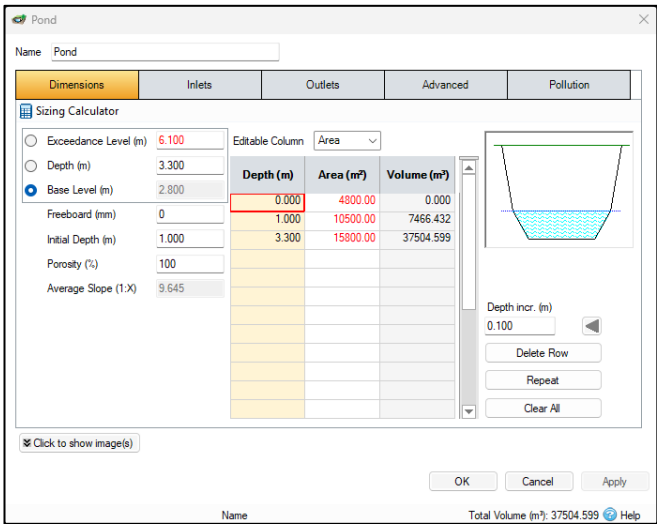 Pond
Name Pond
Dimensions Inlets Outlets Advanced Pollution
Sizing Calculator
Exceedance Level (m) 6.100
Depth (m) 3.300
Base Level (m) 2.800
Freeboard (mm) 0
Initial Depth (m) 1.000
Porosity (%) 100
Average Slope (1:X) 9.645
Editable Column Area
Depth (m) Area (m²) Volume (m³)
0.000 4800.00 0.000
1.000 10500.00 7466.432
3.300 15800.00 37504.599
Depth incr. (m)
0.100
Delete Row
Repeat
Clear All
Click to show image(s)
OK Cancel Apply
Name Total Volume (m³): 37504.599 Help